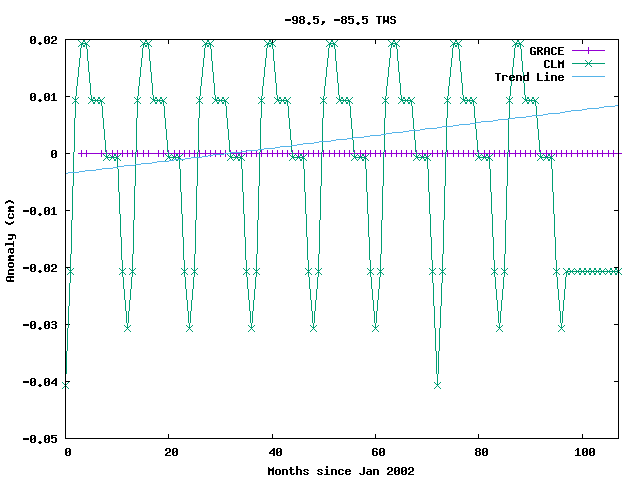 -98.5, -85.5 TWS
GRACE
CLM
Trend Line
0.02
0.01
0
-0.01
-0.02
-0.03
-0.04
-0.05
Anomaly (cm)
0 20 40 60 80 100
Months since Jan 2002